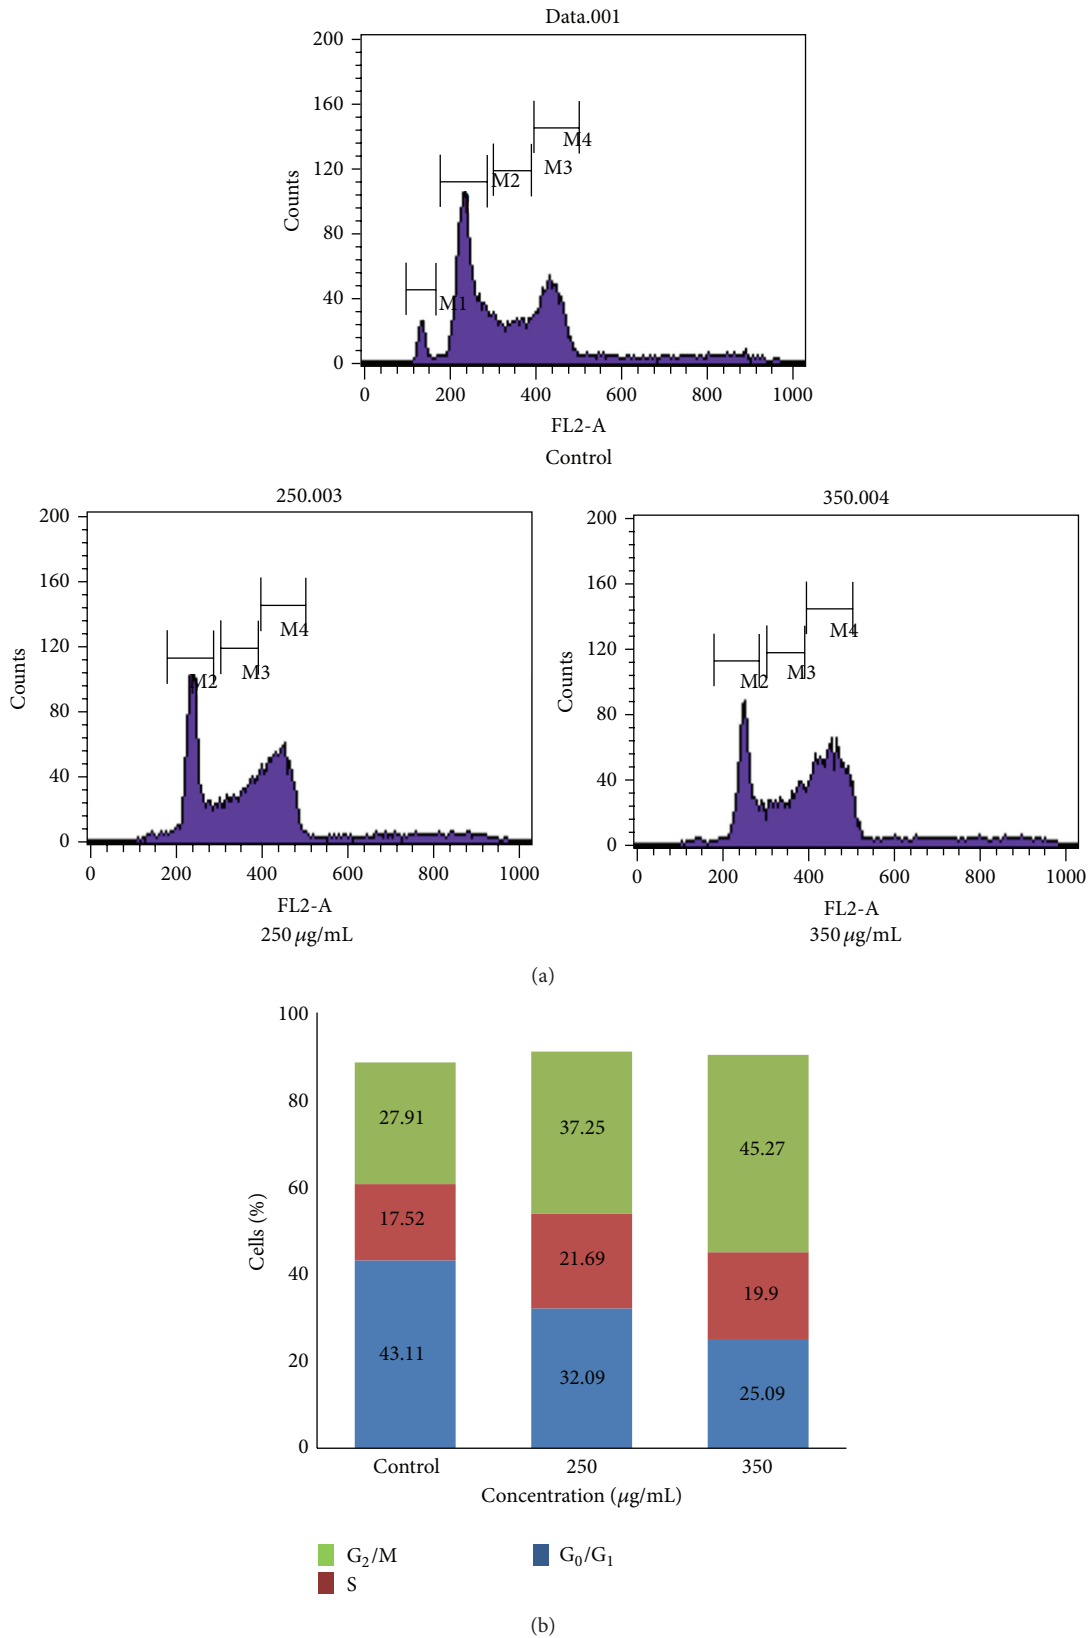 Data.001
200
160
120
80
40
0
Counts
M1
M2
M3
M4
0 200 400 600 800 1000
FL2-A
Control
250.003
200
160
120
80
40
0
Counts
M2
M3
M4
0 200 400 600 800 1000
FL2-A
250 μg/mL
350.004
200
160
120
80
40
0
Counts
M2
M3
M4
0 200 400 600 800 1000
FL2-A
350 μg/mL
(a)
100
80
60
40
20
0
Cells (%)
27.91
17.52
43.11
37.25
21.69
32.09
45.27
19.9
25.09
Control 250 350
Concentration (μg/mL)
G₂/M
S
G₀/G₁
(b)